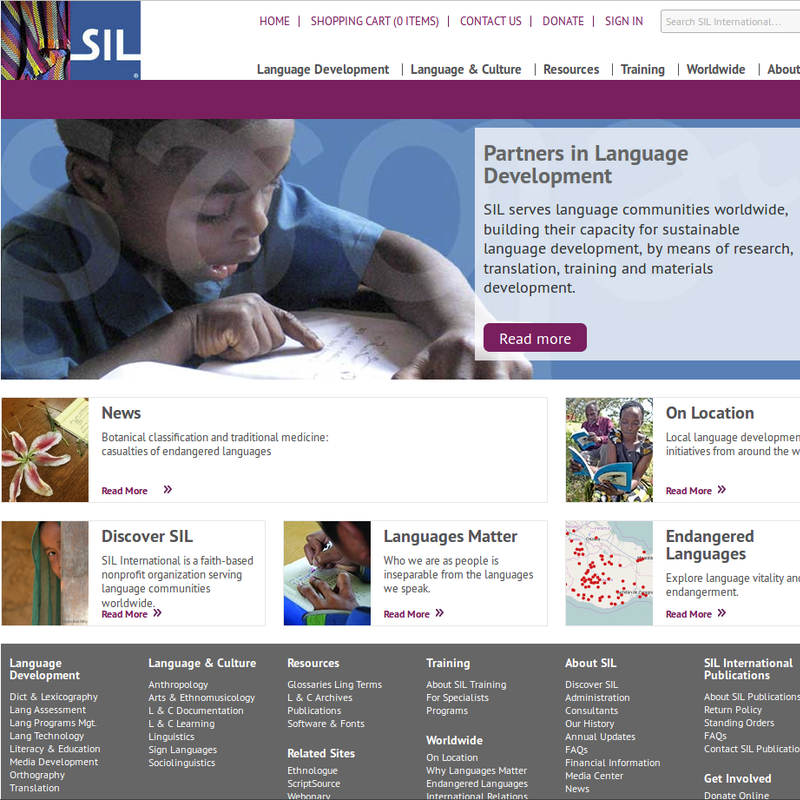 SIL
HOME | SHOPPING CART (0 ITEMS) | CONTACT US | DONATE | SIGN IN
Search SIL International...
Language Development | Language & Culture | Resources | Training | Worldwide | About
Partners in Language
Development
SIL serves language communities worldwide,
building their capacity for sustainable
language development, by means of research,
translation, training and materials
development.
Read more
News
Botanical classification and traditional medicine:
casualties of endangered languages
Read More »
On Location
Local language developmen
initiatives from around the w
Read More »
Discover SIL
SIL International is a faith-based
nonprofit organization serving
language communities
worldwide.
Read More »
Languages Matter
Who we are as people is
inseparable from the languages
we speak.
Read More »
Endangered
Languages
Explore language vitality and
endangerment.
Read More »
Language
Development
Dict & Lexicography
Lang Assessment
Lang Programs Mgt.
Lang Technology
Literacy & Education
Media Development
Orthography
Translation
Language & Culture
Anthropology
Arts & Ethnomusicology
L & C Documentation
L & C Learning
Linguistics
Sign Languages
Sociolinguistics
Resources
Glossaries Ling Terms
L & C Archives
Publications
Software & Fonts
Related Sites
Ethnologue
ScriptSource
Webonary
Training
About SIL Training
For Specialists
Programs
Worldwide
On Location
Why Languages Matter
Endangered Languages
International Relations
About SIL
Discover SIL
Administration
Consultants
Our History
Annual Updates
FAQs
Financial Information
Media Center
News
SIL International
Publications
About SIL Publications
Return Policy
Standing Orders
FAQs
Contact SIL Publicatio
Get Involved
Donate Online